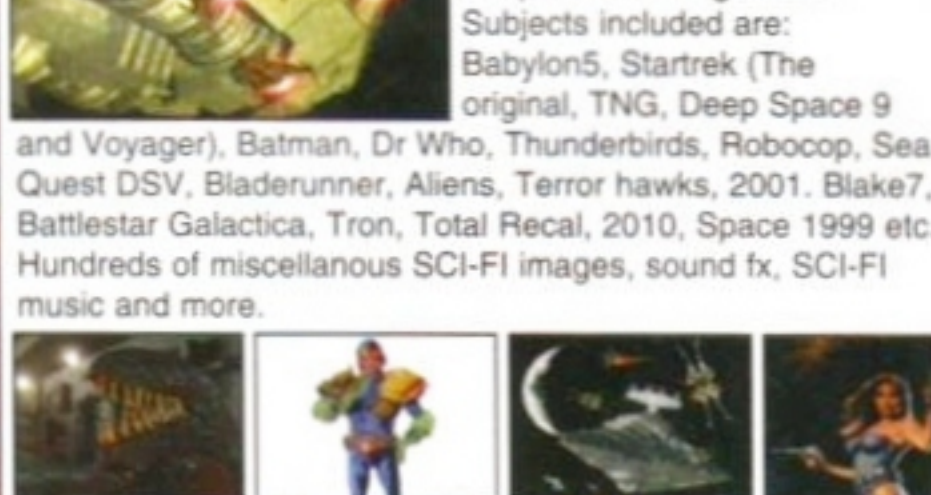 Subjects included are:
Babylon5, Startrek (The
original, TNG, Deep Space 9
and Voyager), Batman, Dr Who, Thunderbirds, Robocop, Sea
Quest DSV, Bladerunner, Aliens, Terror hawks, 2001. Blake7,
Battlestar Galactica, Tron, Total Recal, 2010, Space 1999 etc
Hundreds of miscellanous SCI-FI images, sound fx, SCI-FI
music and more.